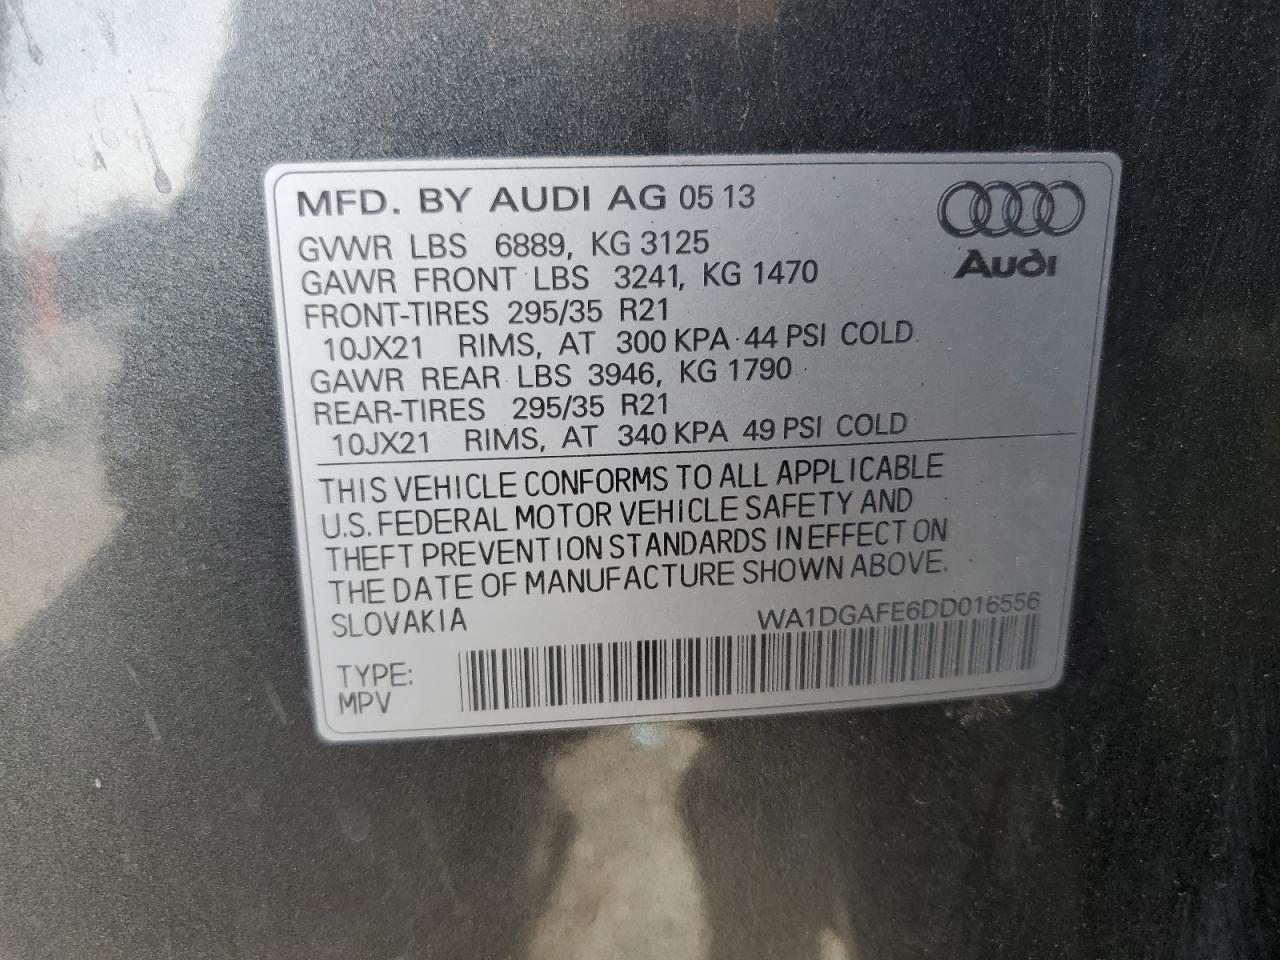 MFD. BY AUDI AG 05 13
Audi
GVWR LBS 6889, KG 3125
GAWR FRONT LBS 3241, KG 1470
FRONT-TIRES 295/35 R21
10JX21 RIMS, AT 300 KPA 44 PSI COLD
GAWR REAR LBS 3946, KG 1790
REAR-TIRES 295/35 R21
10JX21 RIMS, AT 340 KPA 49 PSI COLD
THIS VEHICLE CONFORMS TO ALL APPLICABLE
U.S. FEDERAL MOTOR VEHICLE SAFETY AND
THEFT PREVENTION STANDARDS IN EFFECT ON
THE DATE OF MANUFACTURE SHOWN ABOVE.
SLOVAKIA
WA1DGAFE6DD016556
TYPE:
MPV